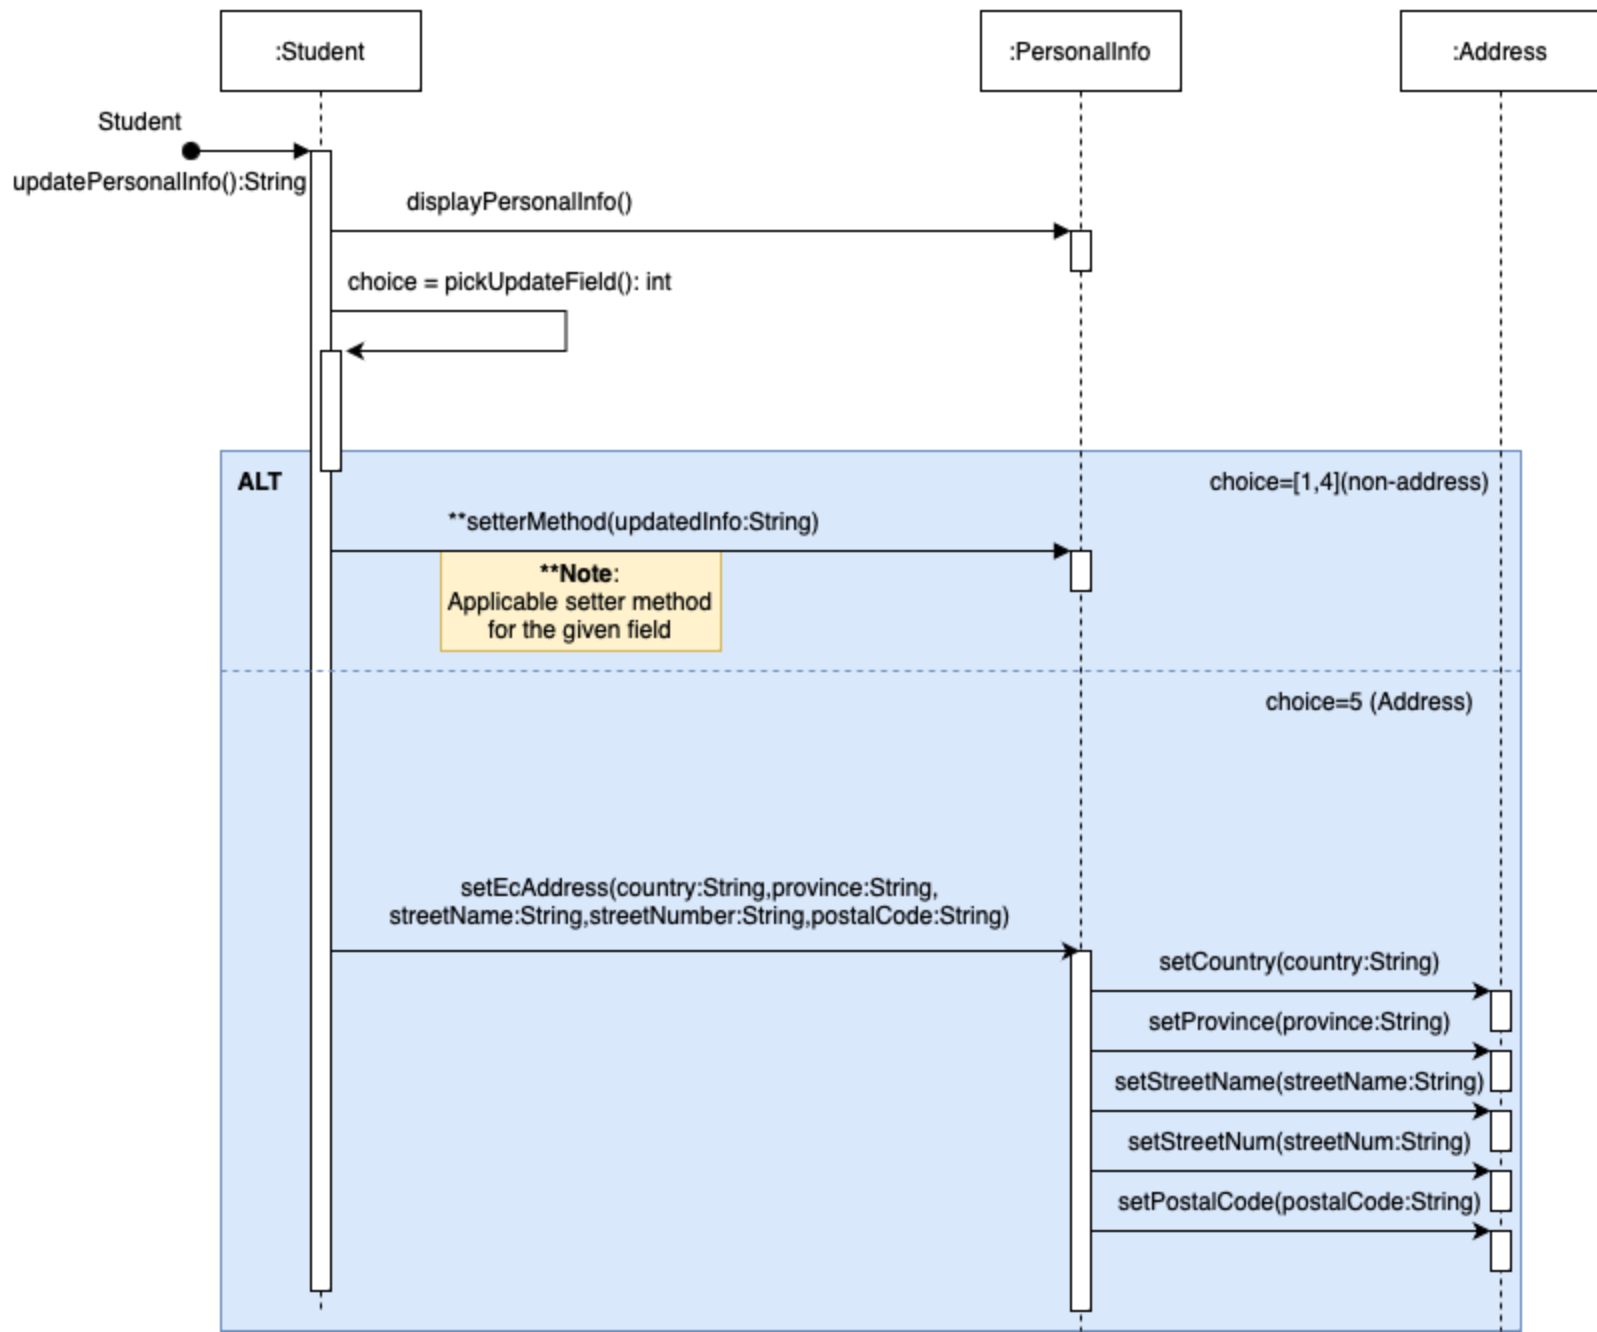 :Student
:PersonalInfo
:Address
Student
updatePersonalInfo():String
displayPersonalInfo()
choice = pickUpdateField(): int
ALT
choice=[1,4](non-address)
**setterMethod(updatedInfo:String)
**Note:
Applicable setter method
for the given field
choice=5 (Address)
setEcAddress(country:String,province:String,
streetName:String,streetNumber:String,postalCode:String)
setCountry(country:String)
setProvince(province:String)
setStreetName(streetName:String)
setStreetNum(streetNum:String)
setPostalCode(postalCode:String)